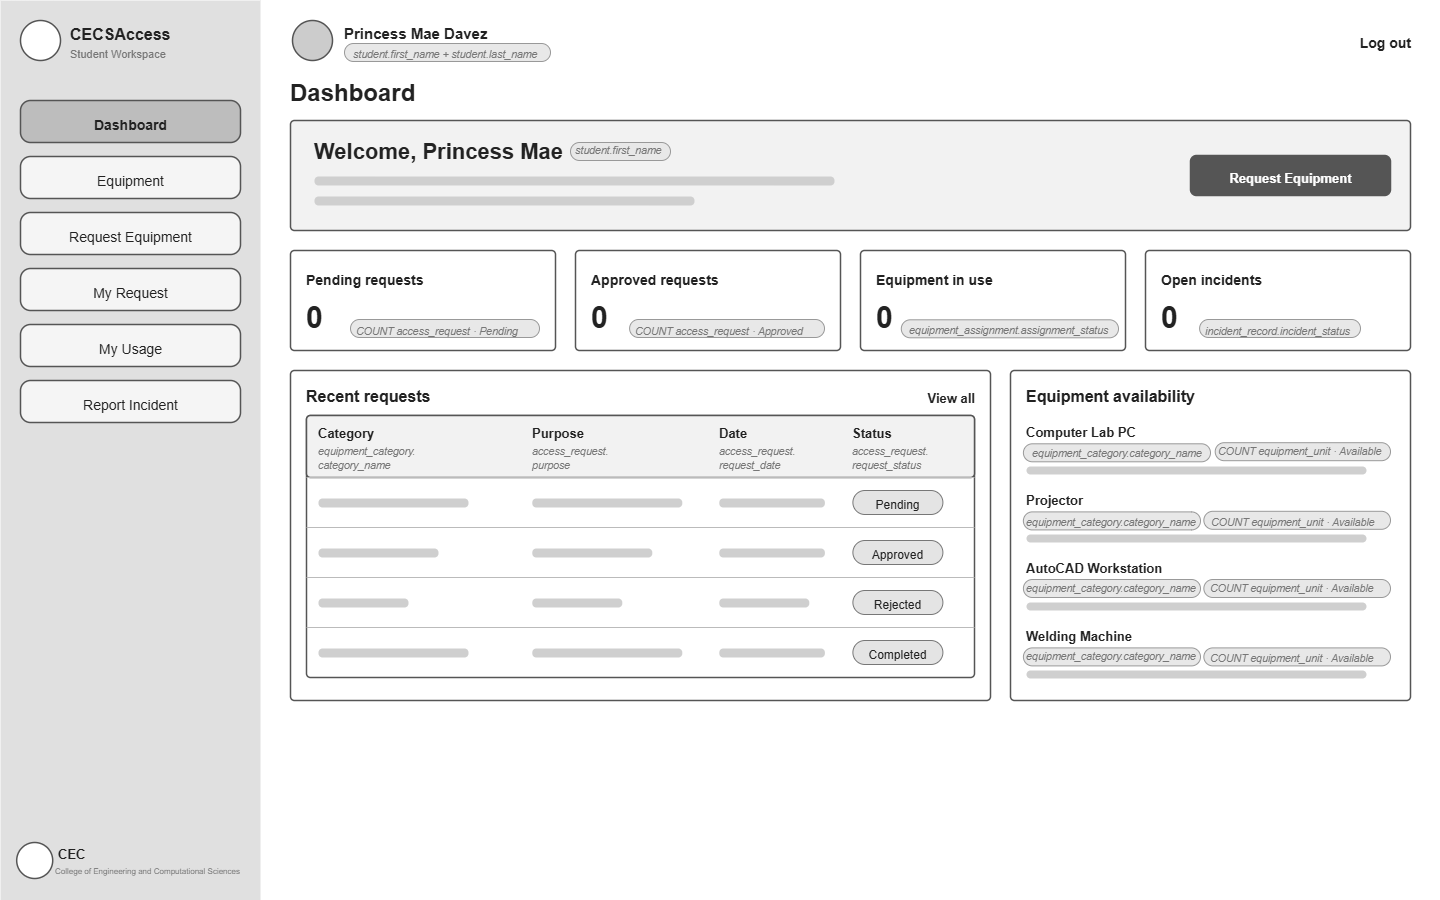 CECSAccess
Student Workspace
Dashboard
Equipment
Request Equipment
My Request
My Usage
Report Incident
CEC
College of Engineering and Computational Sciences
Princess Mae Davez
student.first_name + student.last_name
Log out
Dashboard
Welcome, Princess Mae student.first_name
Request Equipment
Pending requests
0 COUNT access_request · Pending
Approved requests
0 COUNT access_request · Approved
Equipment in use
0 equipment_assignment.assignment_status
Open incidents
0 incident_record.incident_status
Recent requests View all
Category Purpose Date Status
equipment_category. access_request. access_request. access_request.
category_name purpose request_date request_status
Pending
Approved
Rejected
Completed
Equipment availability
Computer Lab PC
equipment_category.category_name COUNT equipment_unit · Available
Projector
equipment_category.category_name COUNT equipment_unit · Available
AutoCAD Workstation
equipment_category.category_name COUNT equipment_unit · Available
Welding Machine
equipment_category.category_name COUNT equipment_unit · Available